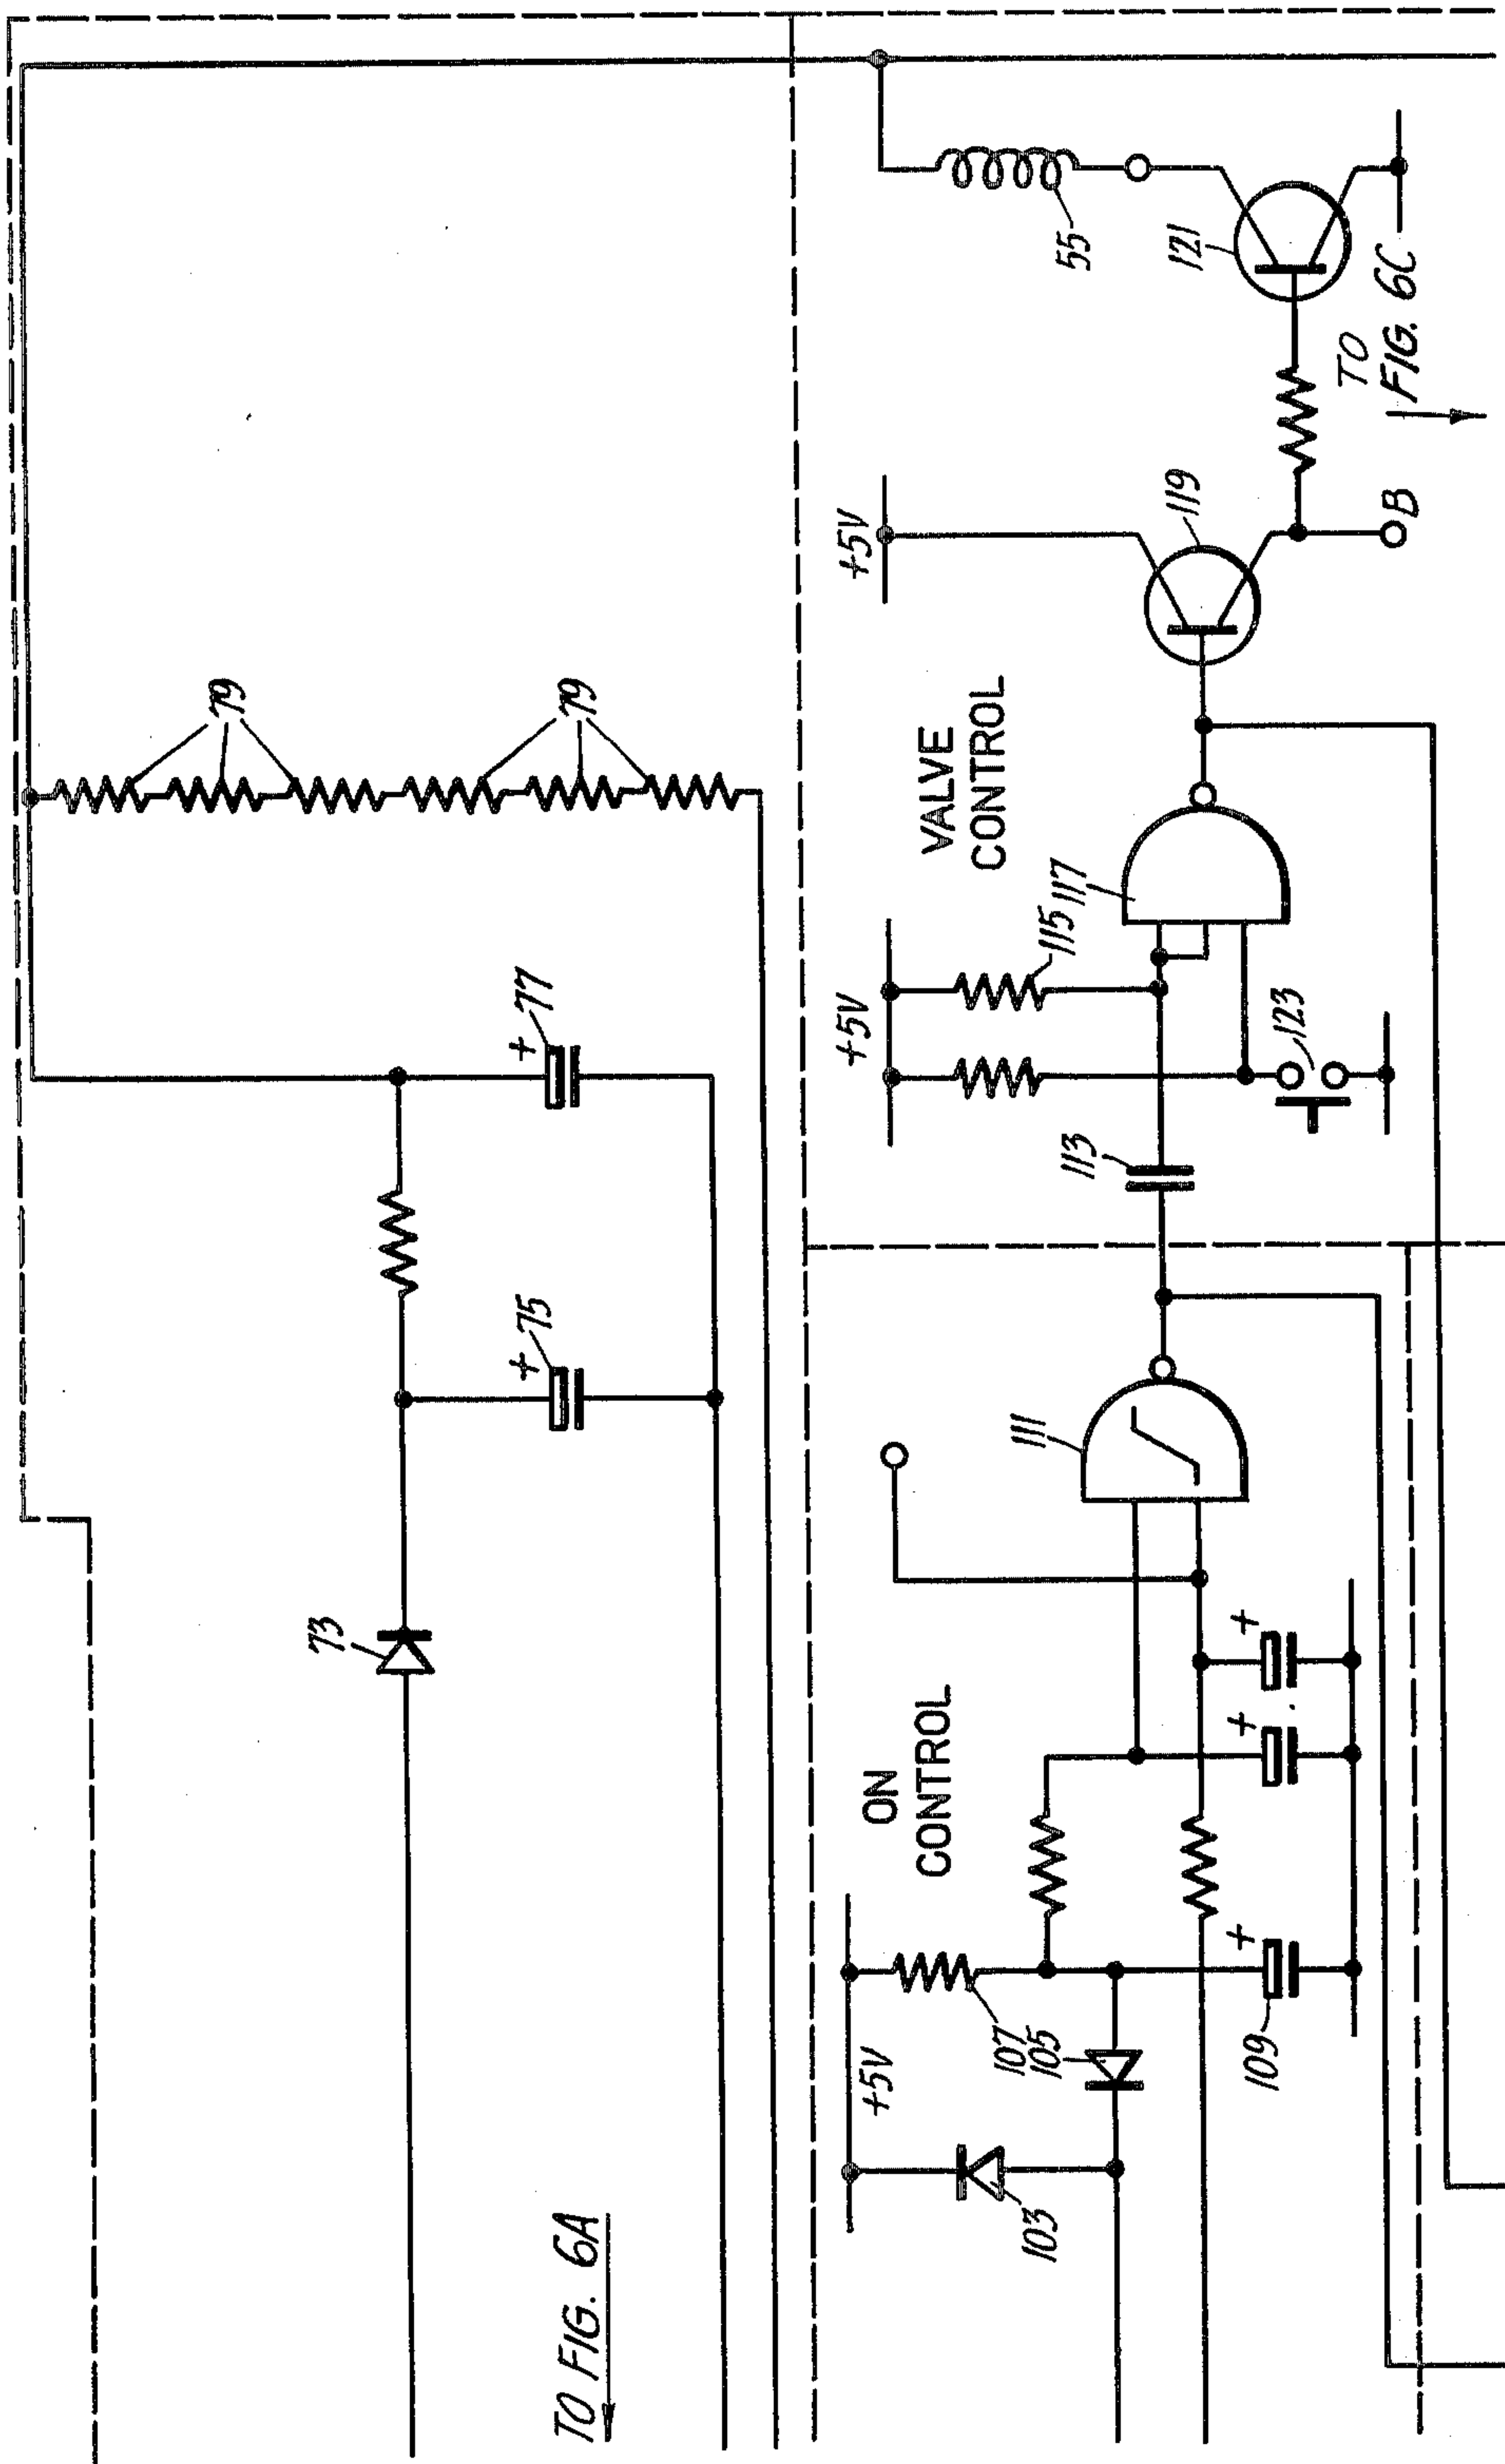 73
+
75
+
77
79
79
TO FIG. 6A
+5V
ON
CONTROL
103
107
105
+
109
+
+
111
113
+5V
115
117
123
VALVE
CONTROL
+5V
119
B
55
121
TO
FIG. 6C